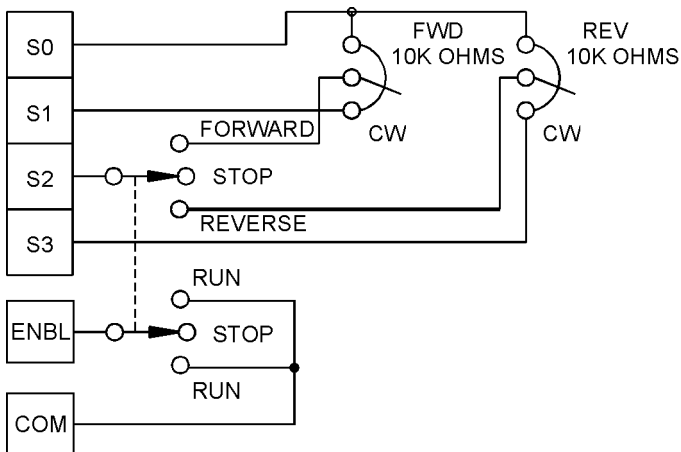 S0
FWD
10K OHMS
REV
10K OHMS
S1
FORWARD
CW
CW
S2
STOP
REVERSE
S3
RUN
ENBL
STOP
RUN
COM